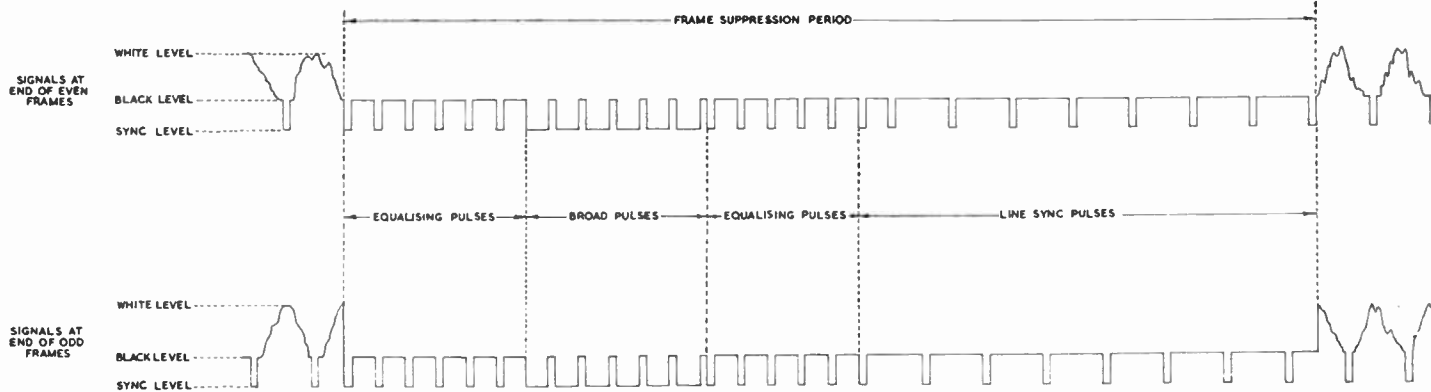 FRAME SUPPRESSION PERIOD
WHITE LEVEL
SIGNALS AT
END OF EVEN
FRAMES
BLACK LEVEL
SYNC LEVEL
EQUALISING PULSES
BROAD PULSES
EQUALISING PULSES
LINE SYNC PULSES
WHITE LEVEL
SIGNALS AT
END OF ODD
FRAMES
BLACK LEVEL
SYNC LEVEL